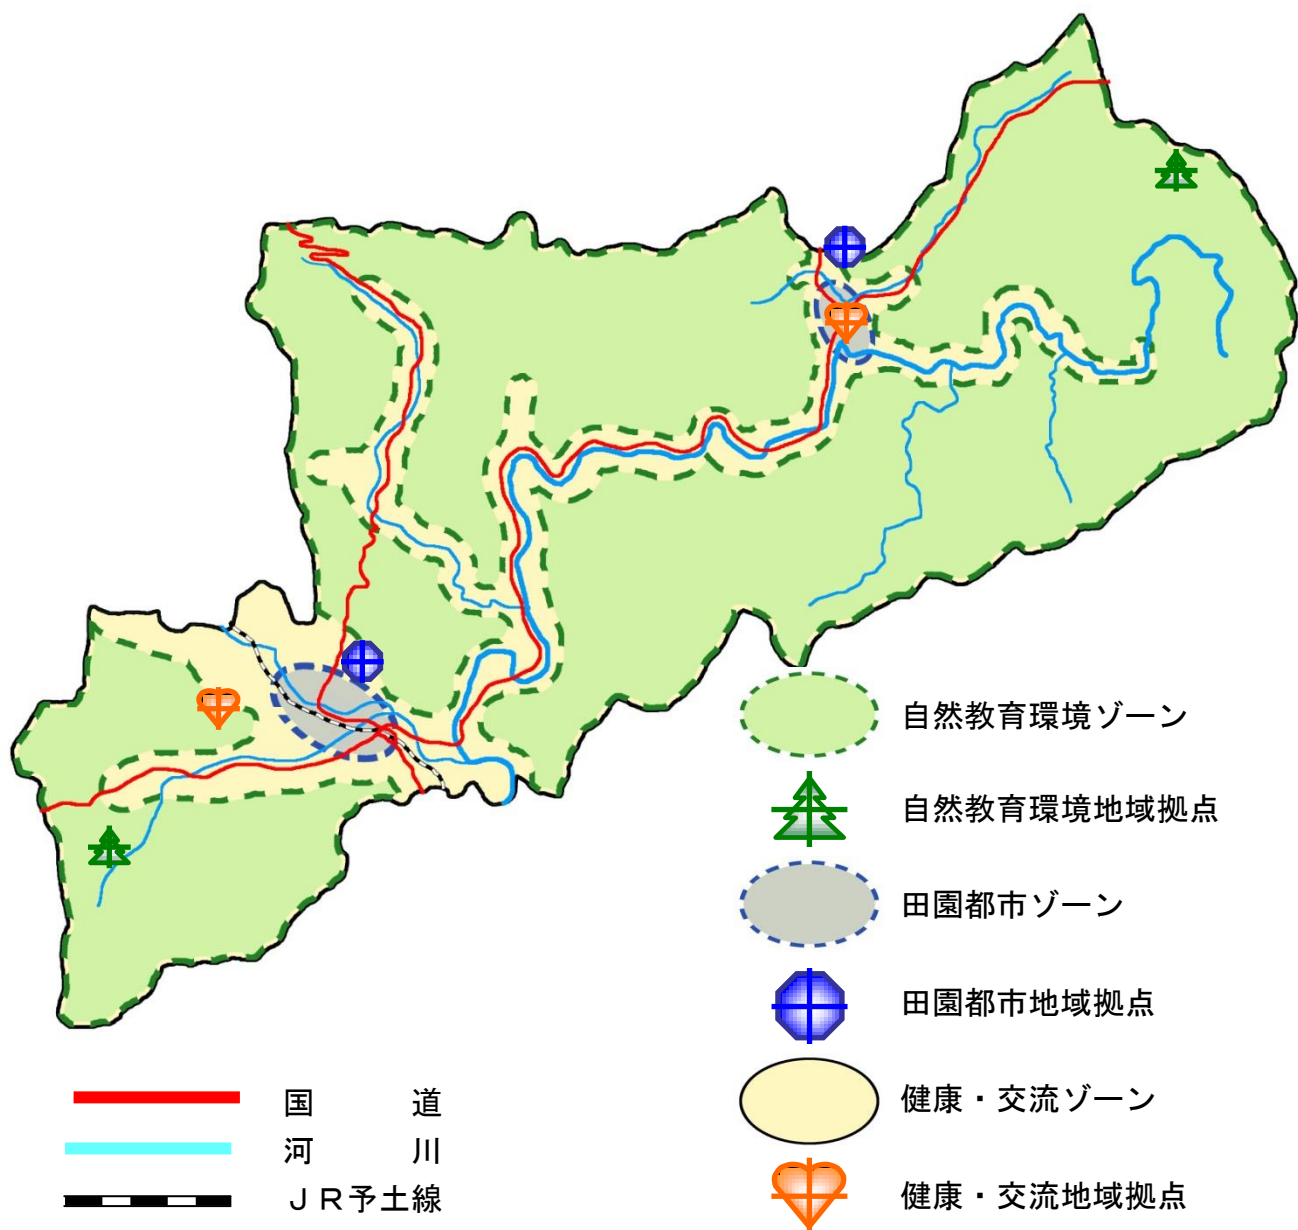 自然教育環境ゾーン
自然教育環境地域拠点
田園都市ゾーン
田園都市地域拠点
健康・交流ゾーン
健康・交流地域拠点
国　　　道
河　　　川
ＪＲ予土線